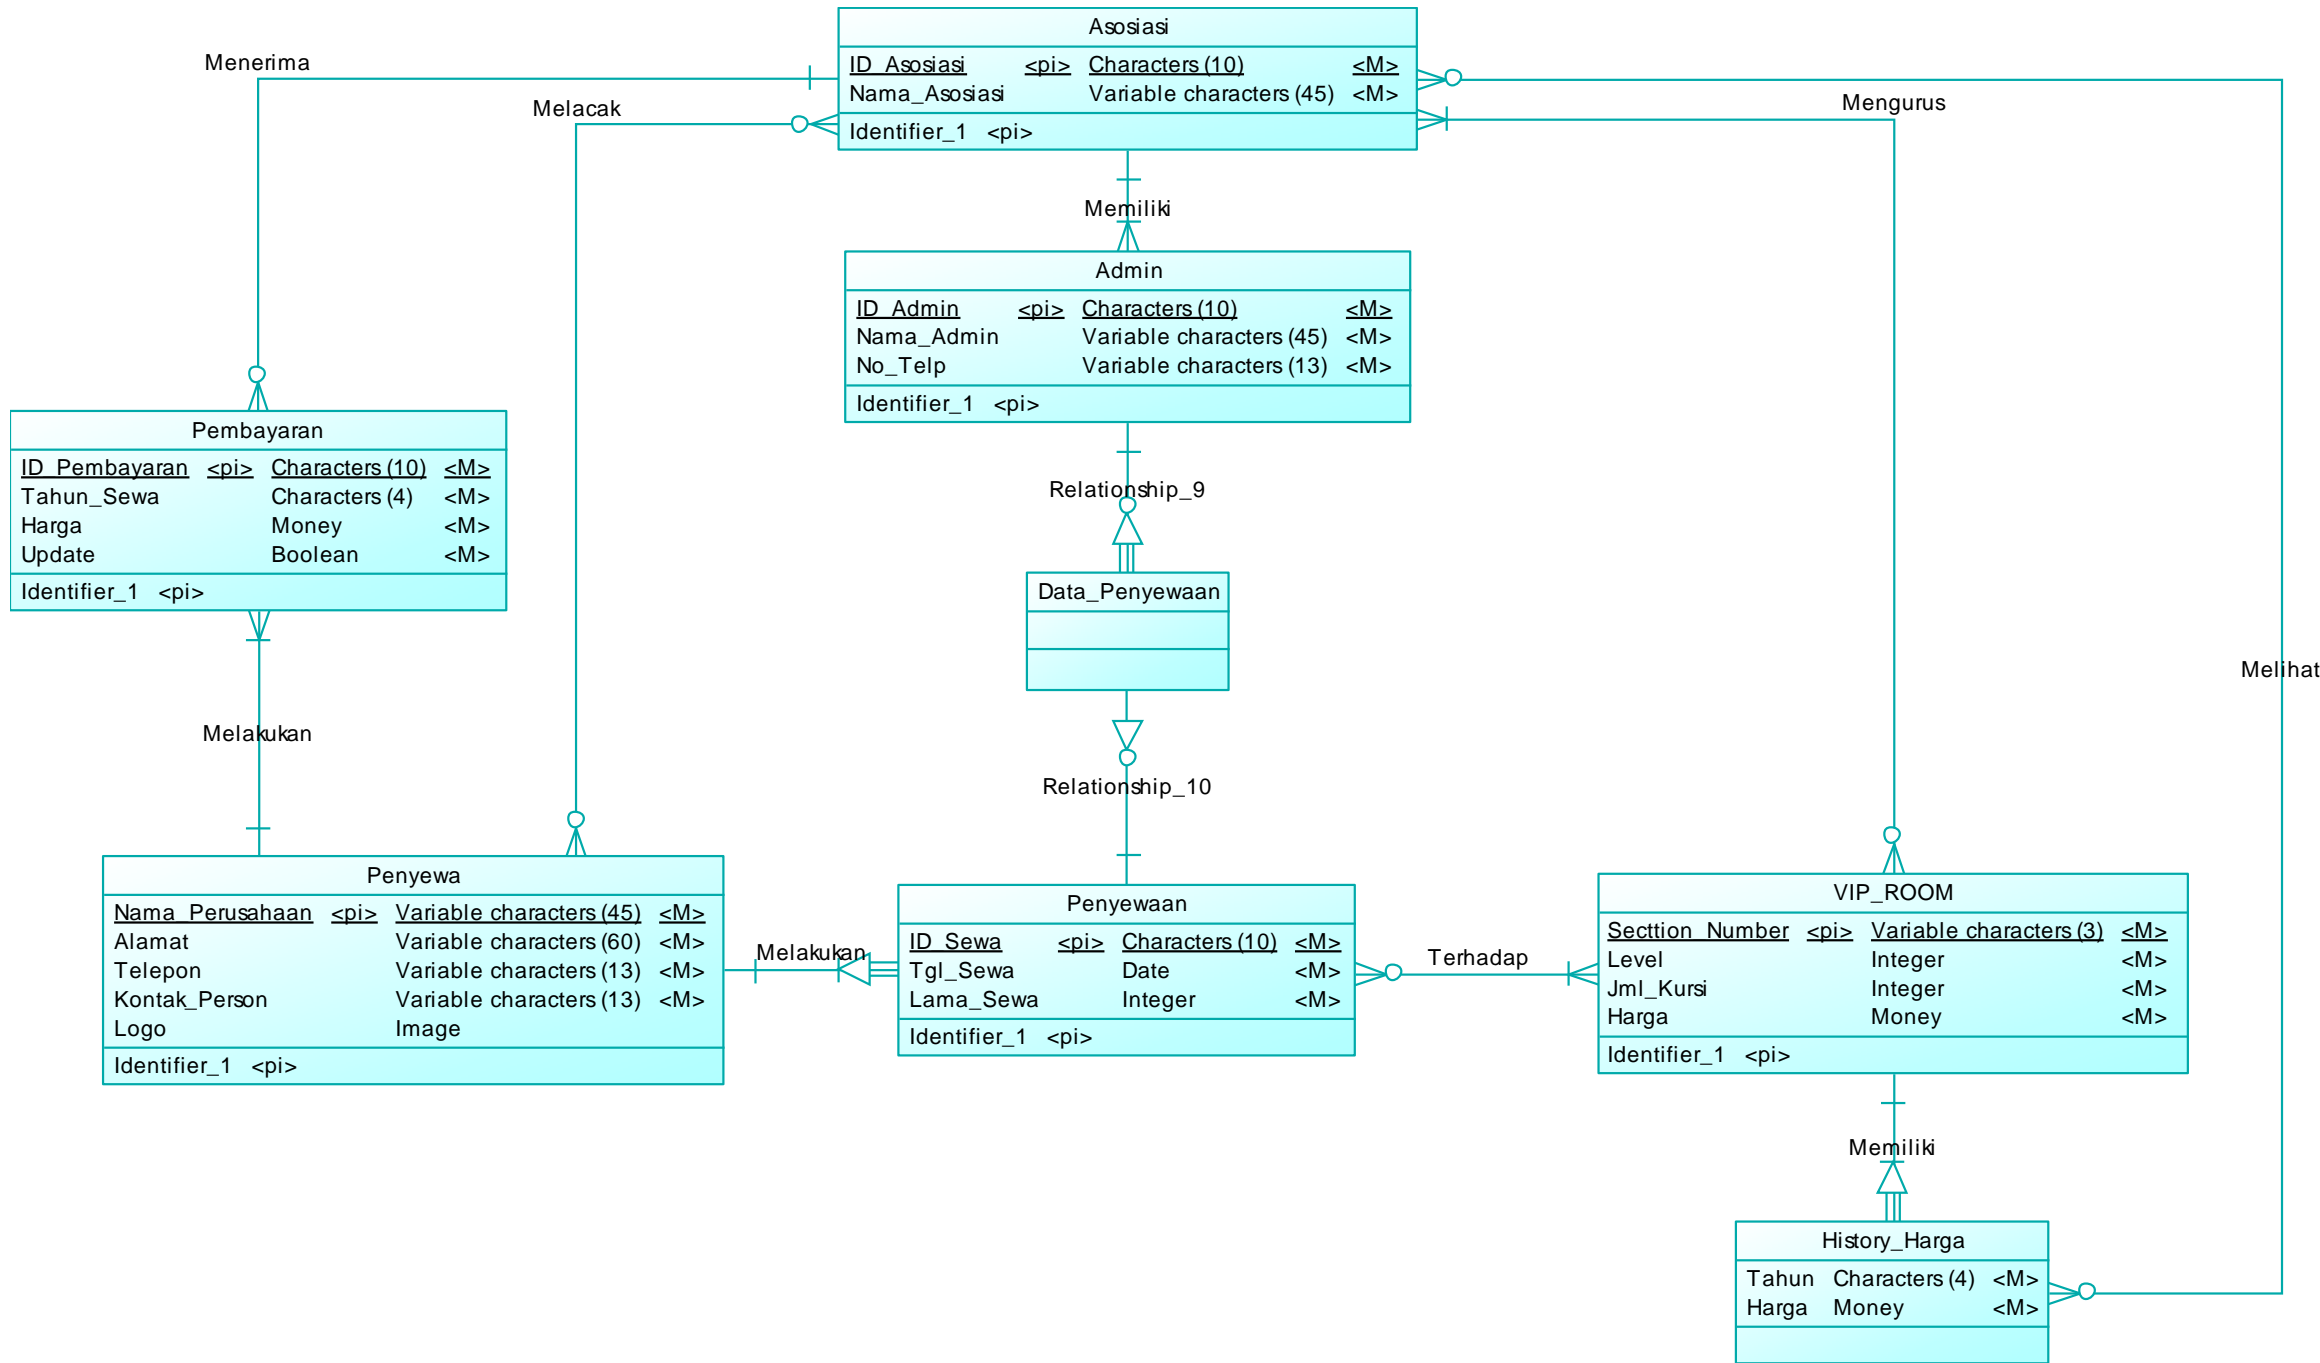 Asosiasi
ID_Asosiasi <pi> Characters (10) <M>
Nama_Asosiasi Variable characters (45) <M>
Identifier_1 <pi>
Menerima
Melacak
Mengurus
Memiliki
Admin
ID_Admin <pi> Characters (10) <M>
Nama_Admin Variable characters (45) <M>
No_Telp Variable characters (13) <M>
Identifier_1 <pi>
Pembayaran
ID_Pembayaran <pi> Characters (10) <M>
Tahun_Sewa Characters (4) <M>
Harga Money <M>
Update Boolean <M>
Identifier_1 <pi>
Relationship_9
Data_Penyewaan
Melihat
Melakukan
Relationship_10
Penyewa
Nama_Perusahaan <pi> Variable characters (45) <M>
Alamat Variable characters (60) <M>
Telepon Variable characters (13) <M>
Kontak_Person Variable characters (13) <M>
Logo Image
Identifier_1 <pi>
Melakukan
Penyewaan
ID_Sewa <pi> Characters (10) <M>
Tgl_Sewa Date <M>
Lama_Sewa Integer <M>
Identifier_1 <pi>
Terhadap
VIP_ROOM
Secttion_Number <pi> Variable characters (3) <M>
Level Integer <M>
Jml_Kursi Integer <M>
Harga Money <M>
Identifier_1 <pi>
Memiliki
History_Harga
Tahun Characters (4) <M>
Harga Money <M>